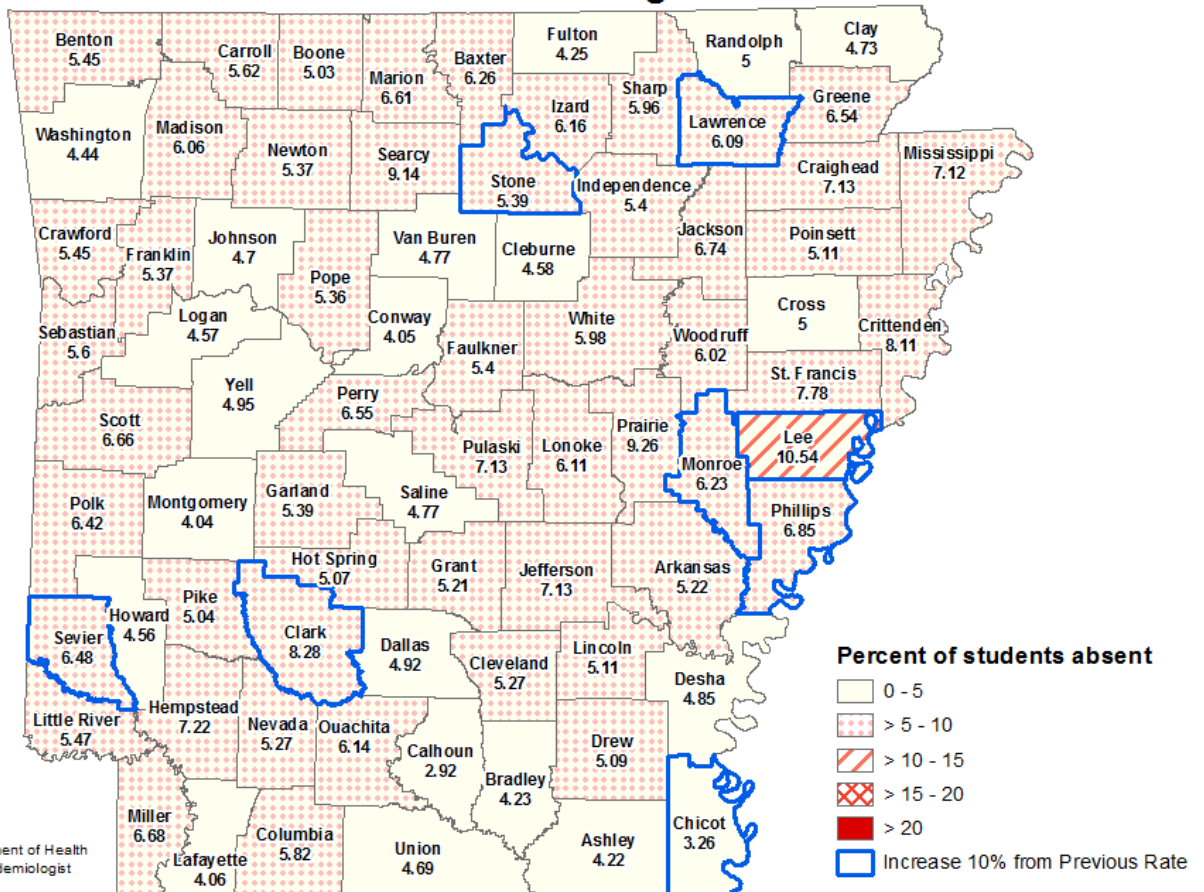 Benton
5.45
Carroll
5.62
Boone
5.03
Marion
6.61
Baxter
6.26
Fulton
4.25
Randolph
5
Clay
4.73
Sharp
5.96
Izard
6.16
Lawrence
6.09
Greene
6.54
Washington
4.44
Madison
6.06
Newton
5.37
Searcy
9.14
Stone
5.39
Independence
5.4
Craighead
7.13
Mississippi
7.12
Crawford
5.45
Franklin
5.37
Johnson
4.7
Pope
5.36
Van Buren
4.77
Cleburne
4.58
Jackson
6.74
Poinsett
5.11
Sebastian
5.6
Logan
4.57
Conway
4.05
Faulkner
5.4
White
5.98
Woodruff
6.02
Cross
5
Crittenden
8.11
St. Francis
7.78
Yell
4.95
Perry
6.55
Scott
6.66
Pulaski
7.13
Lonoke
6.11
Prairie
9.26
Monroe
6.23
Lee
10.54
Phillips
6.85
Polk
6.42
Montgomery
4.04
Garland
5.39
Saline
4.77
Hot Spring
5.07
Grant
5.21
Jefferson
7.13
Arkansas
5.22
Sevier
6.48
Howard
4.56
Pike
5.04
Clark
8.28
Dallas
4.92
Cleveland
5.27
Lincoln
5.11
Desha
4.85
Little River
5.47
Hempstead
7.22
Nevada
5.27
Ouachita
6.14
Calhoun
2.92
Bradley
4.23
Drew
5.09
Miller
6.68
Lafayette
4.06
Columbia
5.82
Union
4.69
Ashley
4.22
Chicot
3.26
Percent of students absent
0 - 5
> 5 - 10
> 10 - 15
> 15 - 20
> 20
Increase 10% from Previous Rate
of Health